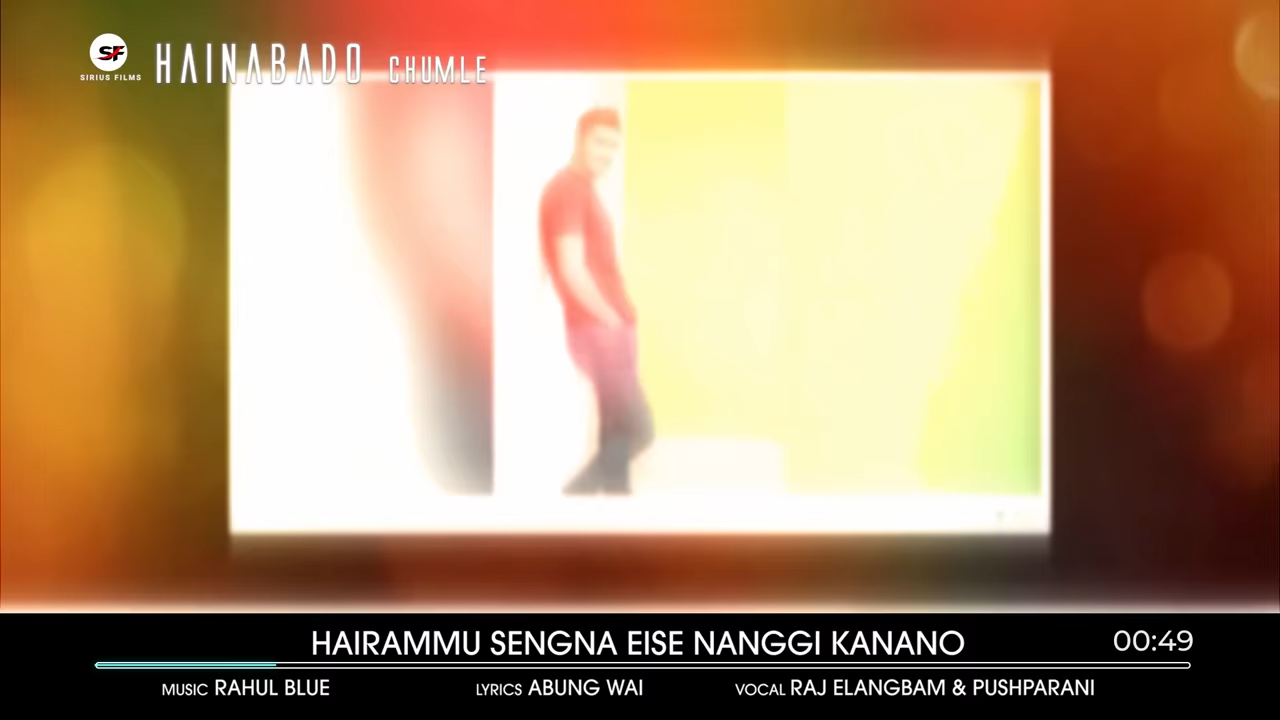 SF
SIRIUS FILMS
HAINABADO CHUMLE
HAIRAMMU SENGNA EISE NANGGI KANANO
00:49
MUSIC RAHUL BLUE
LYRICS ABUNG WAI
VOCAL RAJ ELANGBAM & PUSHPARANI